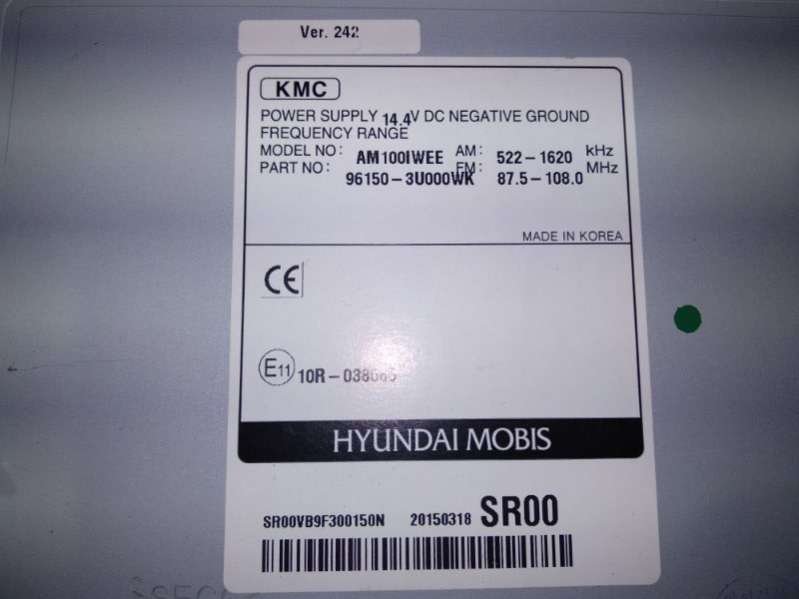 Ver. 242
KMC
POWER SUPPLY 14.4V DC NEGATIVE GROUND
FREQUENCY RANGE
MODEL NO: AM100IWEE AM: 522-1620 kHz
PART NO: 96150-3U000WK FM: 87.5-108.0 MHz
MADE IN KOREA
CE
E11 10R-
HYUNDAI MOBIS
SR00VB9F300150N 20150318 SR00